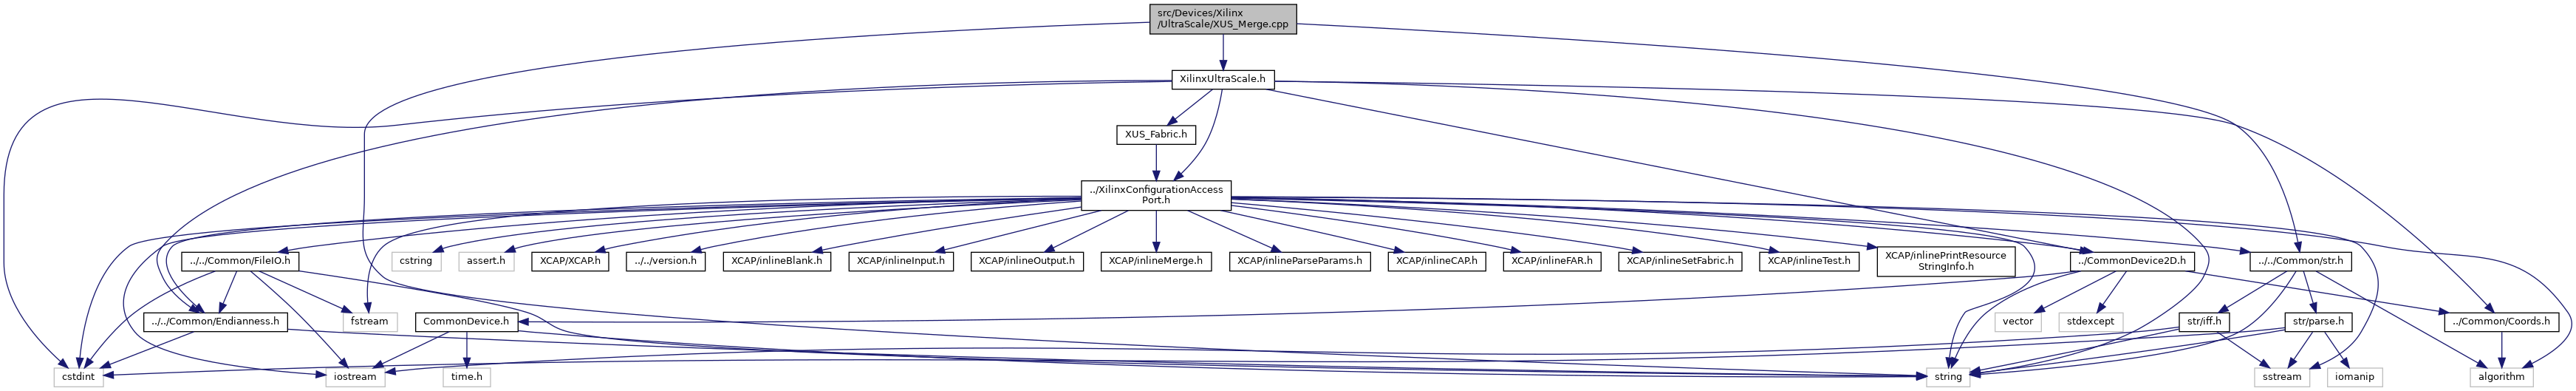 src/Devices/Xilinx
/UltraScale/XUS_Merge.cpp
XilinxUltraScale.h
XUS_Fabric.h
../XilinxConfigurationAccess
Port.h
../../Common/FileIO.h
cstring
assert.h
XCAP/XCAP.h
../../version.h
XCAP/inlineBlank.h
XCAP/inlineInput.h
XCAP/inlineOutput.h
XCAP/inlineMerge.h
XCAP/inlineParseParams.h
XCAP/inlineCAP.h
XCAP/inlineFAR.h
XCAP/inlineSetFabric.h
XCAP/inlineTest.h
XCAP/inlinePrintResource
StringInfo.h
../CommonDevice2D.h
../../Common/str.h
../../Common/Endianness.h
fstream
CommonDevice.h
vector
stdexcept
str/iff.h
str/parse.h
../Common/Coords.h
cstdint
iostream
time.h
string
sstream
iomanip
algorithm